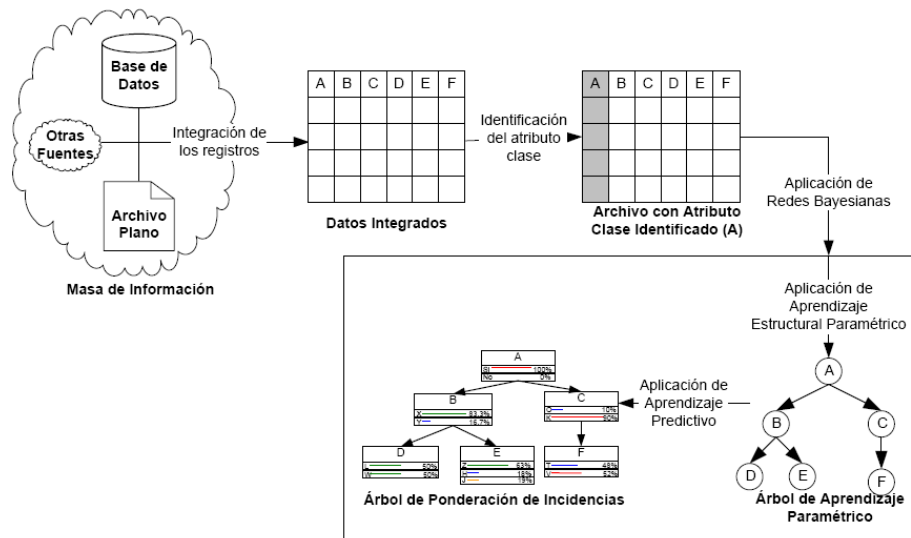 Base de
Datos
Otras
Fuentes
Archivo
Plano
Masa de Información
Integración de
los registros
A B C D E F
Datos Integrados
Identificación
del atributo
clase
A B C D E F
Archivo con Atributo
Clase Identificado (A)
Aplicación de
Redes Bayesianas
Aplicación de
Aprendizaje
Estructural Paramétrico
A
B
C
D
E
F
Árbol de Aprendizaje
Paramétrico
Aplicación de
Aprendizaje
Predictivo
A
Si 100%
No 0%
B
X 83.3%
Y 16.7%
C
O 10%
K 90%
D
L 50%
W 50%
E
Z 63%
R 18%
J 19%
F
T 48%
V 52%
Árbol de Ponderación de Incidencias